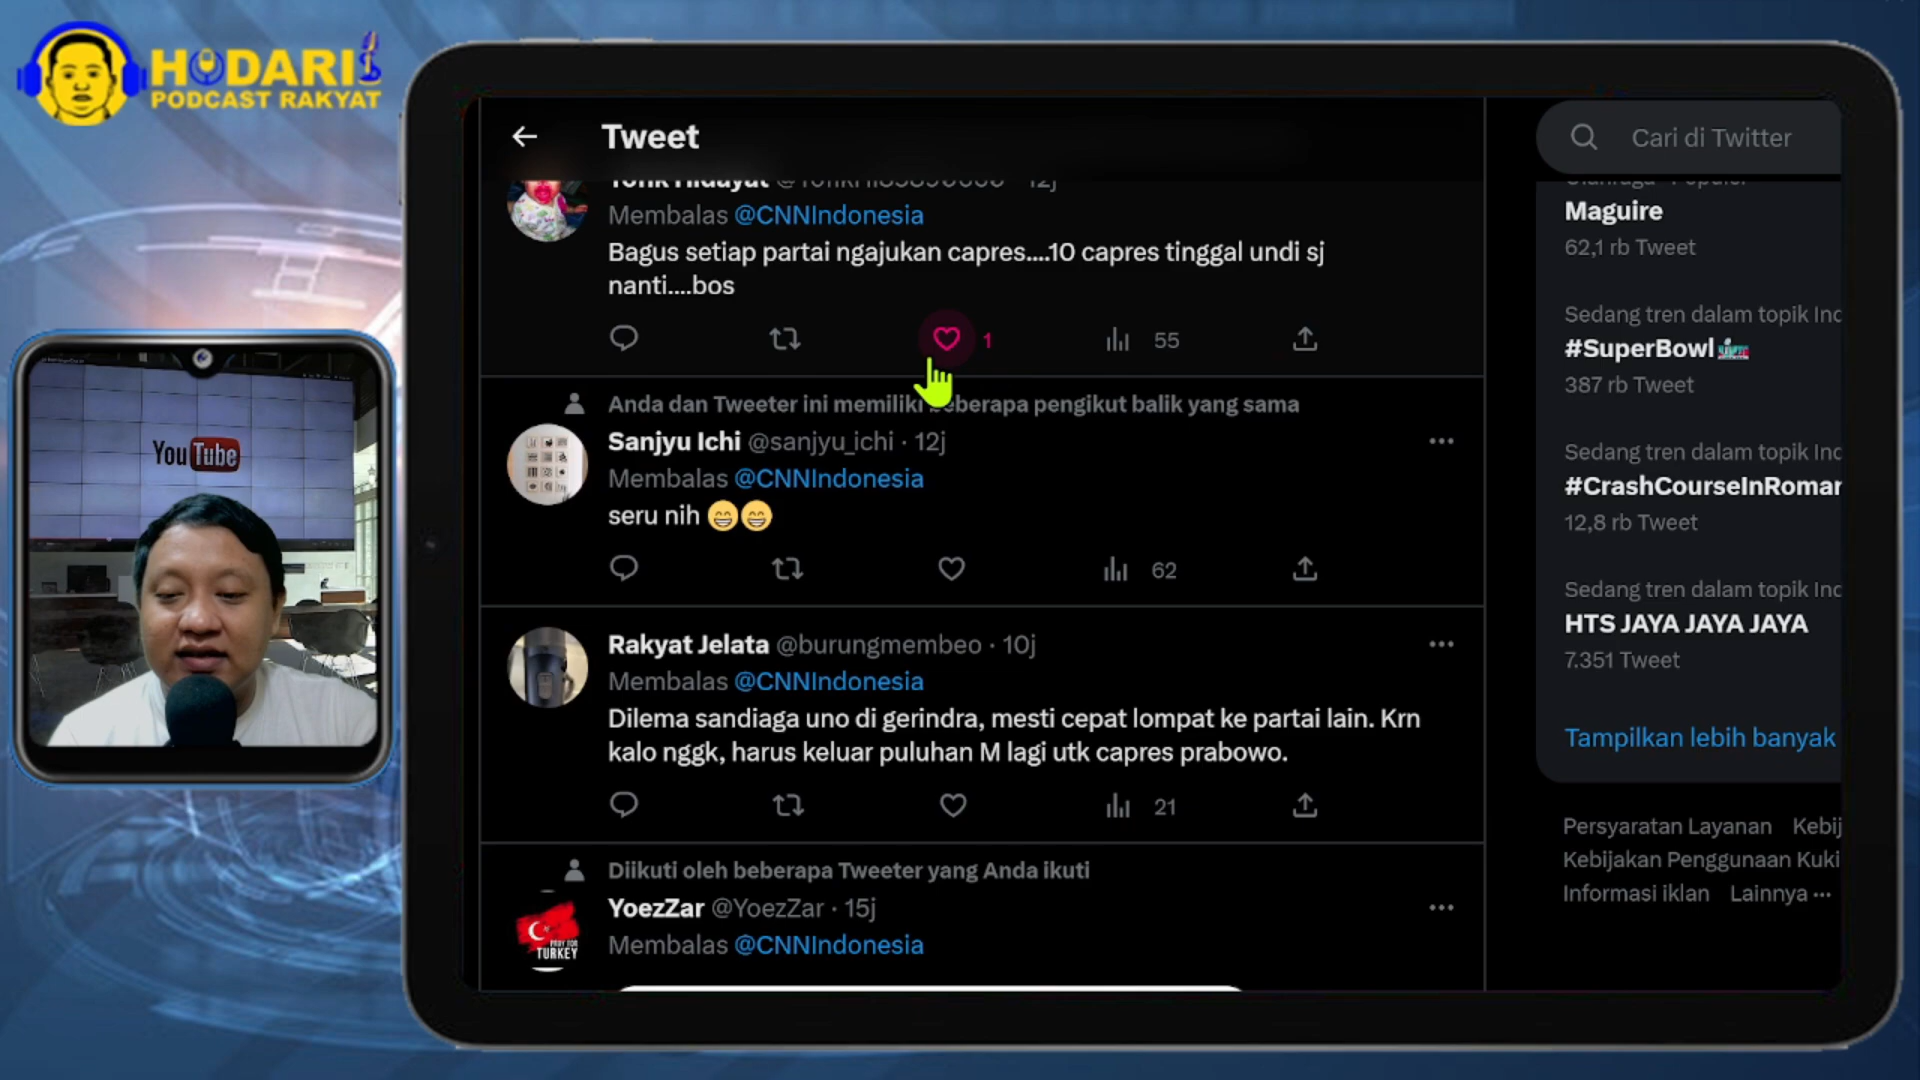 HODARI
PODCAST RAKYAT
YouTube
Tweet
Membalas @CNNIndonesia
Bagus setiap partai ngajukan capres....10 capres tinggal undi sj
nanti....bos
1
55
Anda dan Tweeter ini memiliki beberapa pengikut balik yang sama
Sanjyu Ichi @sanjyu_ichi · 12j
Membalas @CNNIndonesia
seru nih 😁😁
62
Rakyat Jelata @burungmembeo · 10j
Membalas @CNNIndonesia
Dilema sandiaga uno di gerindra, mesti cepat lompat ke partai lain. Krn
kalo nggk, harus keluar puluhan M lagi utk capres prabowo.
21
Diikuti oleh beberapa Tweeter yang Anda ikuti
YoezZar @YoezZar · 15j
Membalas @CNNIndonesia
PRAY FOR
TURKEY
Cari di Twitter
Maguire
62,1 rb Tweet
Sedang tren dalam topik Inc
#SuperBowl
387 rb Tweet
Sedang tren dalam topik Inc
#CrashCourseInRomar
12,8 rb Tweet
Sedang tren dalam topik Inc
HTS JAYA JAYA JAYA
7.351 Tweet
Tampilkan lebih banyak
Persyaratan Layanan Kebij
Kebijakan Penggunaan Kuki
Informasi iklan Lainnya ···